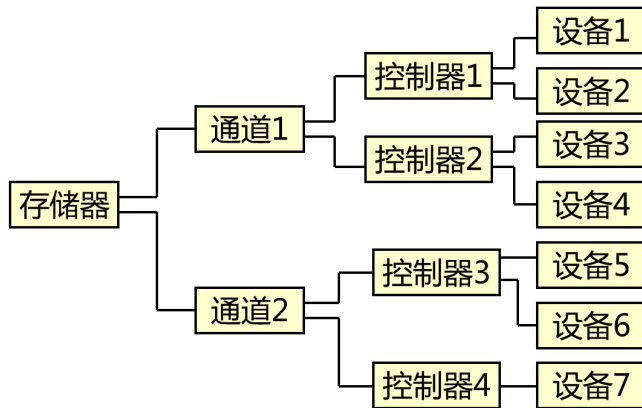 存储器
通道1
通道2
控制器1
控制器2
控制器3
控制器4
设备1
设备2
设备3
设备4
设备5
设备6
设备7